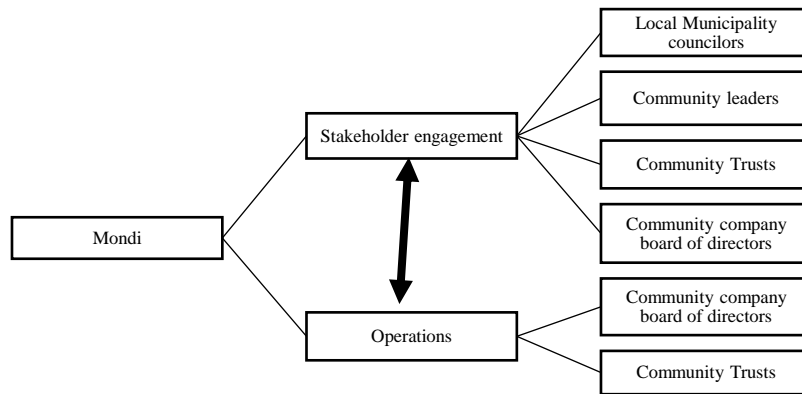 Local Municipality
councilors
Community leaders
Stakeholder engagement
Community Trusts
Mondi
Community company
board of directors
Community company
board of directors
Operations
Community Trusts